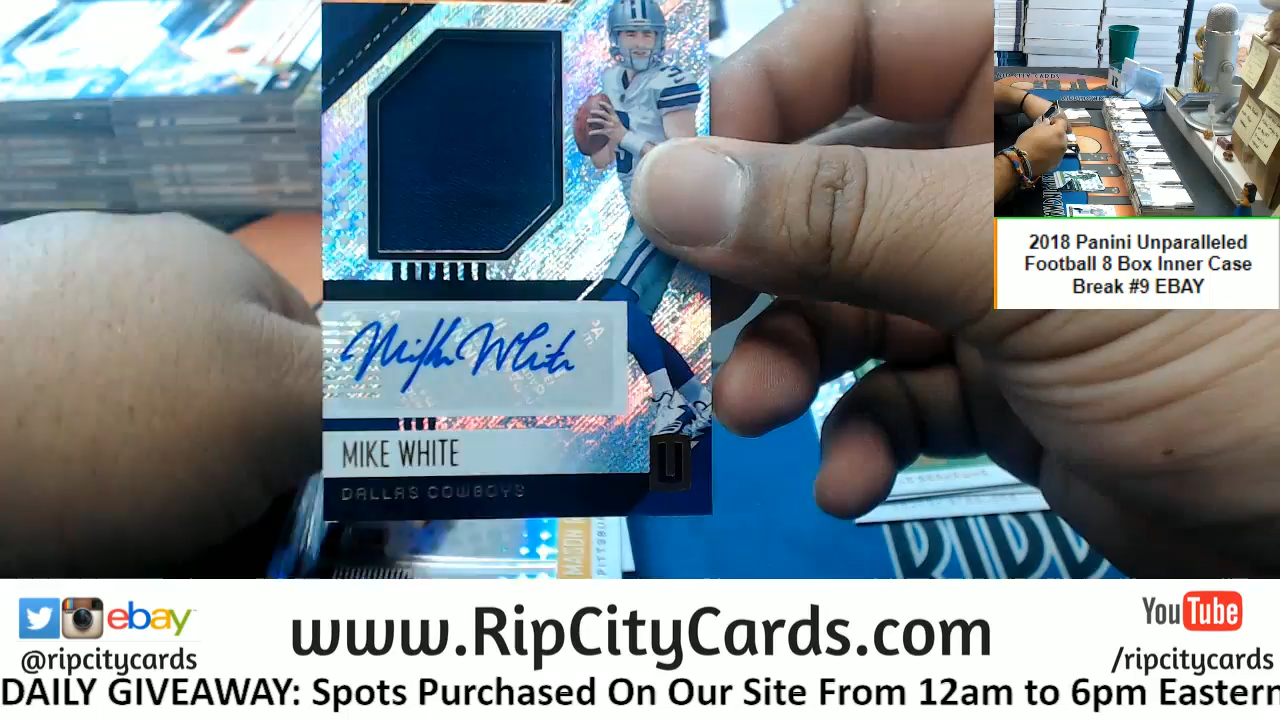 Mike White
MIKE WHITE
DALLAS COWBOYS
U
MASON
2018 Panini Unparalleled
Football 8 Box Inner Case
Break #9 EBAY
ebay
@ripcitycards
www.RipCityCards.com
YouTube
/ripcitycards
DAILY GIVEAWAY: Spots Purchased On Our Site From 12am to 6pm Eastern